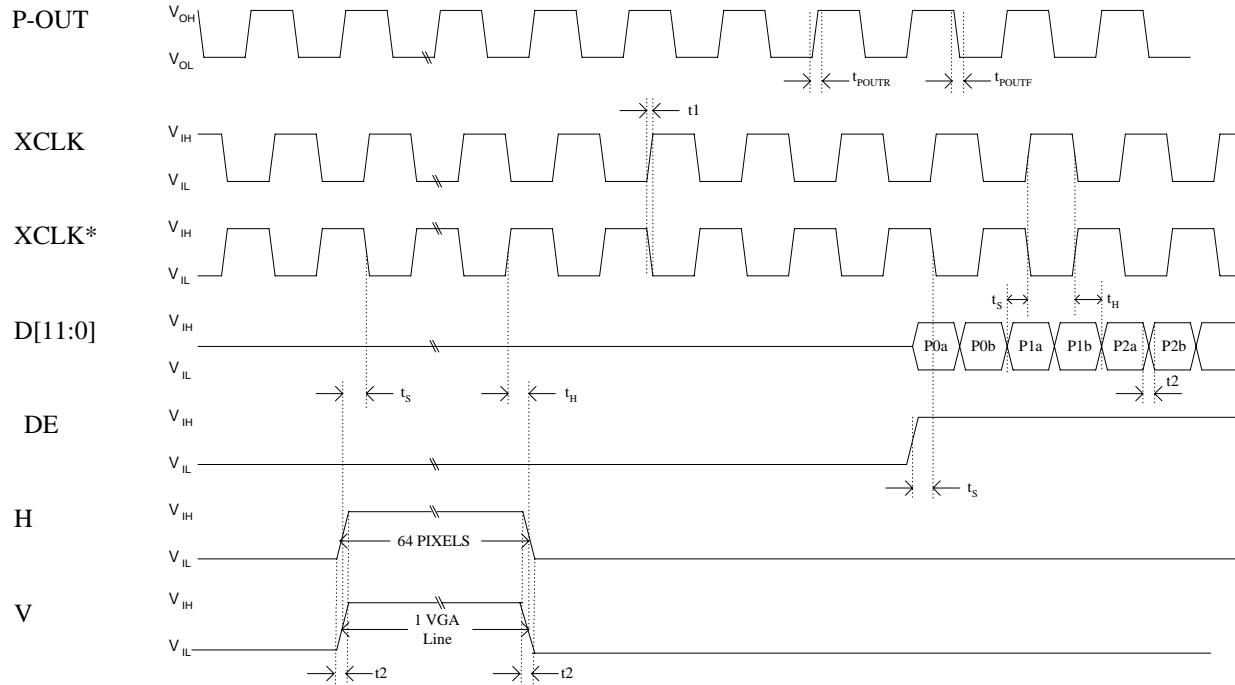 P-OUT
VOH
VOL
tPOUTR
tPOUTF
t1
XCLK
VIH
VIL
XCLK*
VIH
VIL
tS
tH
D[11:0]
VIH
P0a P0b P1a P1b P2a P2b
VIL
tS
tH
t2
DE
VIH
VIL
tS
H
VIH
64 PIXELS
VIL
V
VIH
1 VGA
Line
VIL
t2
t2